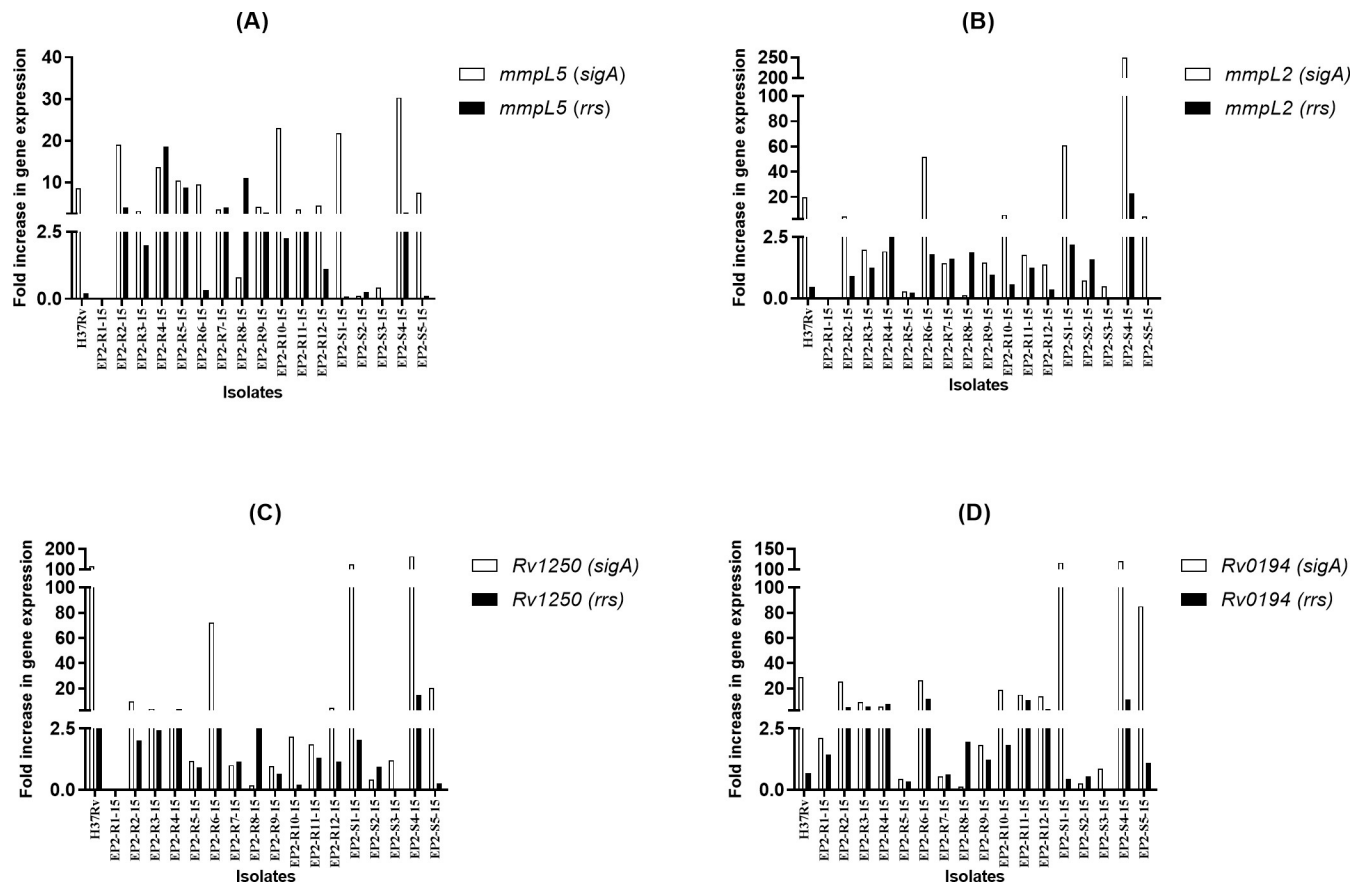 (A)
Fold increase in gene expression
40
30
20
10
2.5
0.0
mmpL5 (sigA)
mmpL5 (rrs)
H37Rv
EP2-R1-15
EP2-R2-15
EP2-R3-15
EP2-R4-15
EP2-R5-15
EP2-R6-15
EP2-R7-15
EP2-R8-15
EP2-R9-15
EP2-R10-15
EP2-R11-15
EP2-R12-15
EP2-S1-15
EP2-S2-15
EP2-S3-15
EP2-S4-15
EP2-S5-15
Isolates
(B)
Fold increase in gene expression
250
200
100
80
60
40
20
2.5
0.0
mmpL2 (sigA)
mmpL2 (rrs)
H37Rv
EP2-R1-15
EP2-R2-15
EP2-R3-15
EP2-R4-15
EP2-R5-15
EP2-R6-15
EP2-R7-15
EP2-R8-15
EP2-R9-15
EP2-R10-15
EP2-R11-15
EP2-R12-15
EP2-S1-15
EP2-S2-15
EP2-S3-15
EP2-S4-15
EP2-S5-15
Isolates
(C)
Fold increase in gene expression
200
100
100
80
60
40
20
2.5
0.0
Rv1250 (sigA)
Rv1250 (rrs)
H37Rv
EP2-R1-15
EP2-R2-15
EP2-R3-15
EP2-R4-15
EP2-R5-15
EP2-R6-15
EP2-R7-15
EP2-R8-15
EP2-R9-15
EP2-R10-15
EP2-R11-15
EP2-R12-15
EP2-S1-15
EP2-S2-15
EP2-S3-15
EP2-S4-15
EP2-S5-15
Isolates
(D)
Fold increase in gene expression
150
100
100
80
60
40
20
2.5
0.0
Rv0194 (sigA)
Rv0194 (rrs)
H37Rv
EP2-R1-15
EP2-R2-15
EP2-R3-15
EP2-R4-15
EP2-R5-15
EP2-R6-15
EP2-R7-15
EP2-R8-15
EP2-R9-15
EP2-R10-15
EP2-R11-15
EP2-R12-15
EP2-S1-15
EP2-S2-15
EP2-S3-15
EP2-S4-15
EP2-S5-15
Isolates